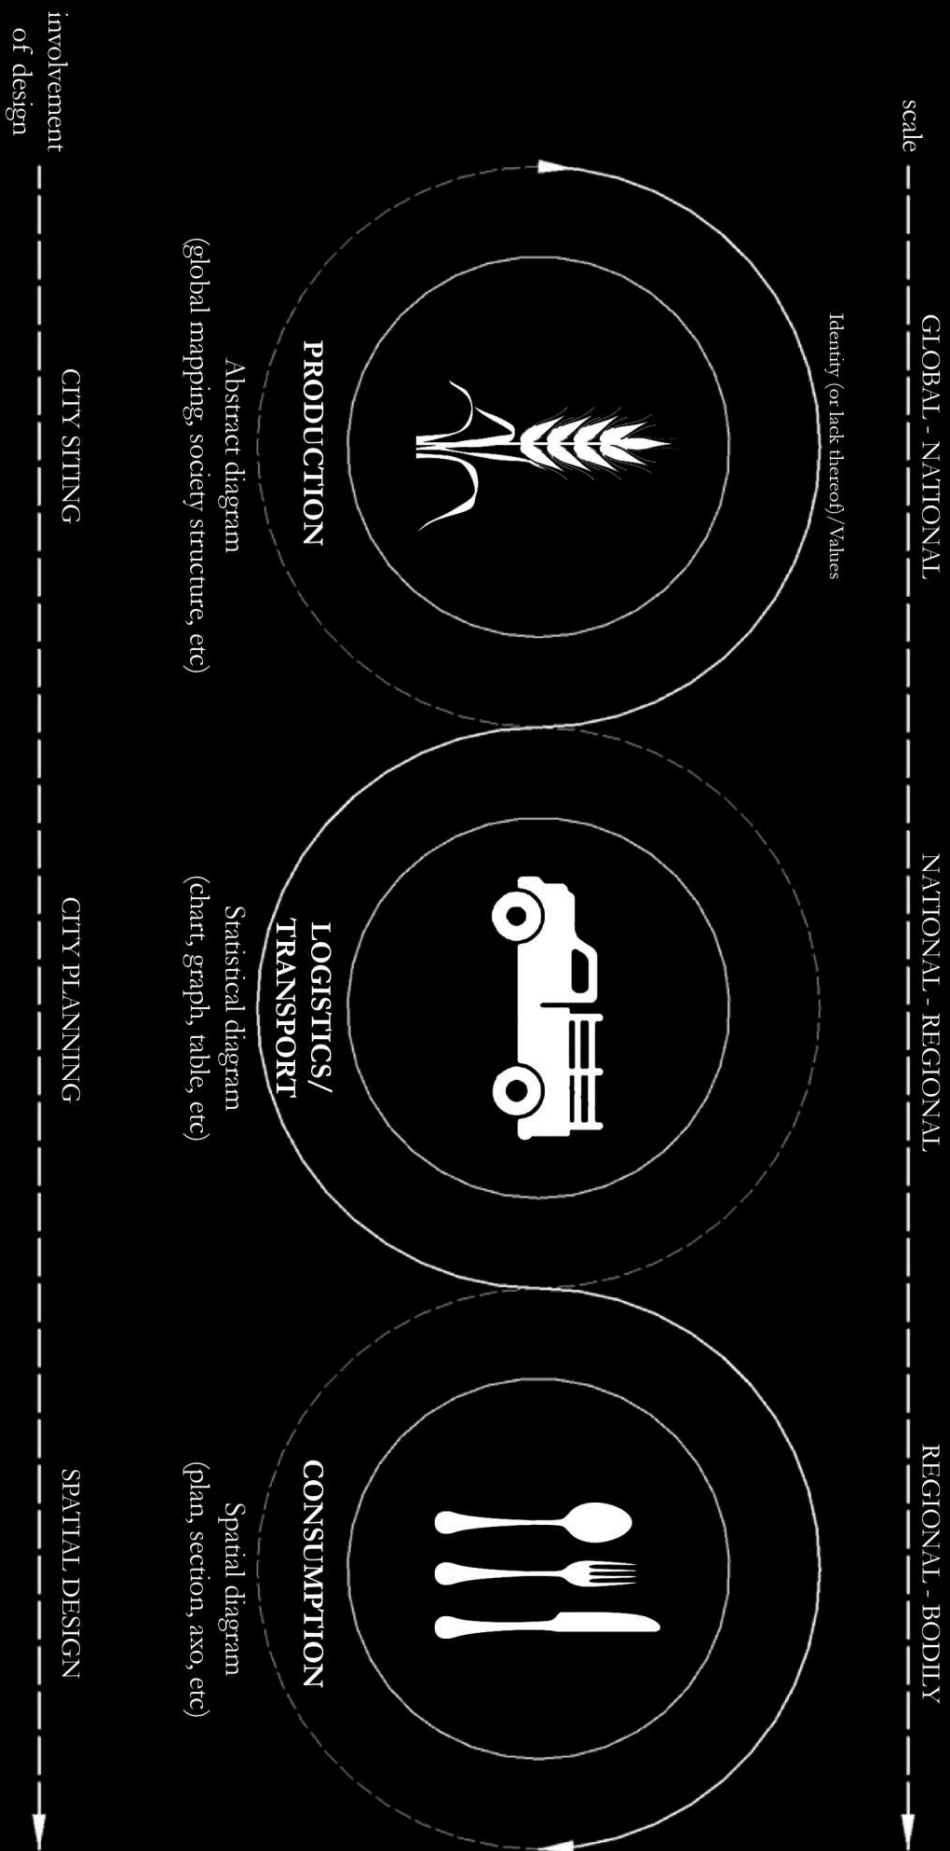 scale
GLOBAL - NATIONAL
NATIONAL - REGIONAL
REGIONAL - BODILY
Identity (or lack thereof)/Values
PRODUCTION
LOGISTICS/
TRANSPORT
CONSUMPTION
Abstract diagram
(global mapping, society structure, etc)
Statistical diagram
(chart, graph, table, etc)
Spatial diagram
(plan, section, axo, etc)
involvement
of design
CITY SITING
CITY PLANNING
SPATIAL DESIGN